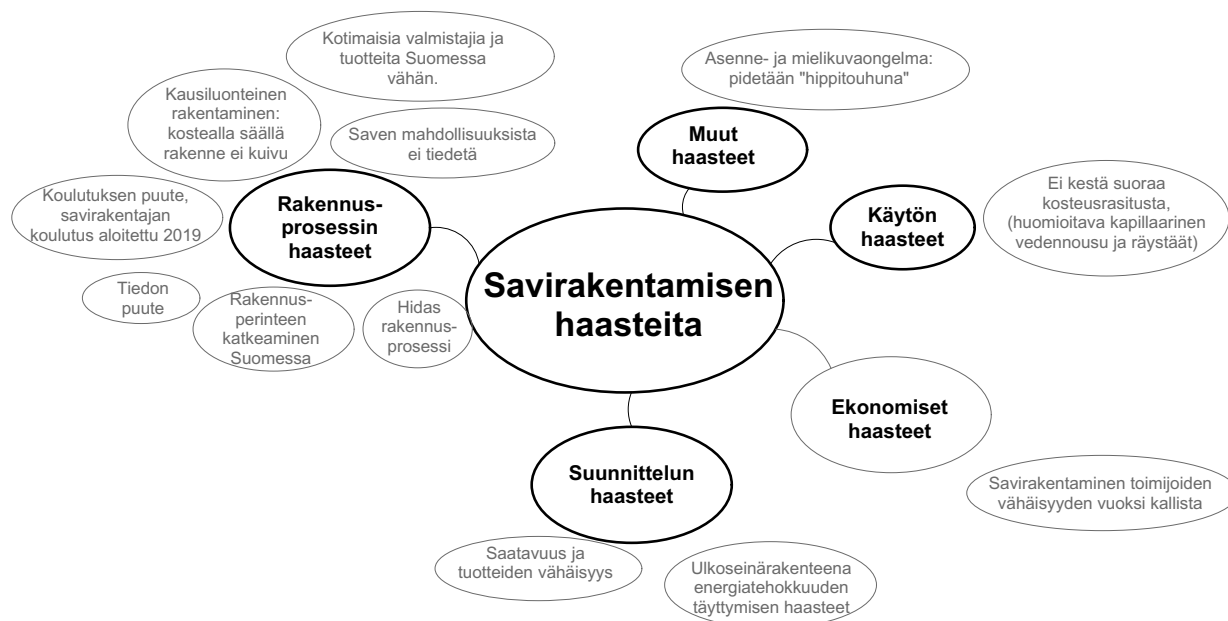 Savirakentamisen
haasteita
Rakennus-
prosessin
haasteet
Kotimaisia valmistajia ja
tuotteita Suomessa
vähän.
Kausiluonteinen
rakentaminen:
kostealla säällä
rakenne ei kuivu
Saven mahdollisuuksista
ei tiedetä
Koulutuksen puute,
savirakentajan
koulutus aloitettu 2019
Tiedon
puute
Rakennus-
perinteen
katkeaminen
Suomessa
Hidas
rakennus-
prosessi
Muut
haasteet
Asenne- ja mielikuvaongelma:
pidetään "hippitouhuna"
Käytön
haasteet
Ei kestä suoraa
kosteusrasitusta,
(huomioitava kapillaarinen
vedennousu ja räystäät)
Ekonomiset
haasteet
Savirakentaminen toimijoiden
vähäisyyden vuoksi kallista
Suunnittelun
haasteet
Saatavuus ja
tuotteiden vähäisyys
Ulkoseinärakenteena
energiatehokkuuden
täyttymisen haasteet